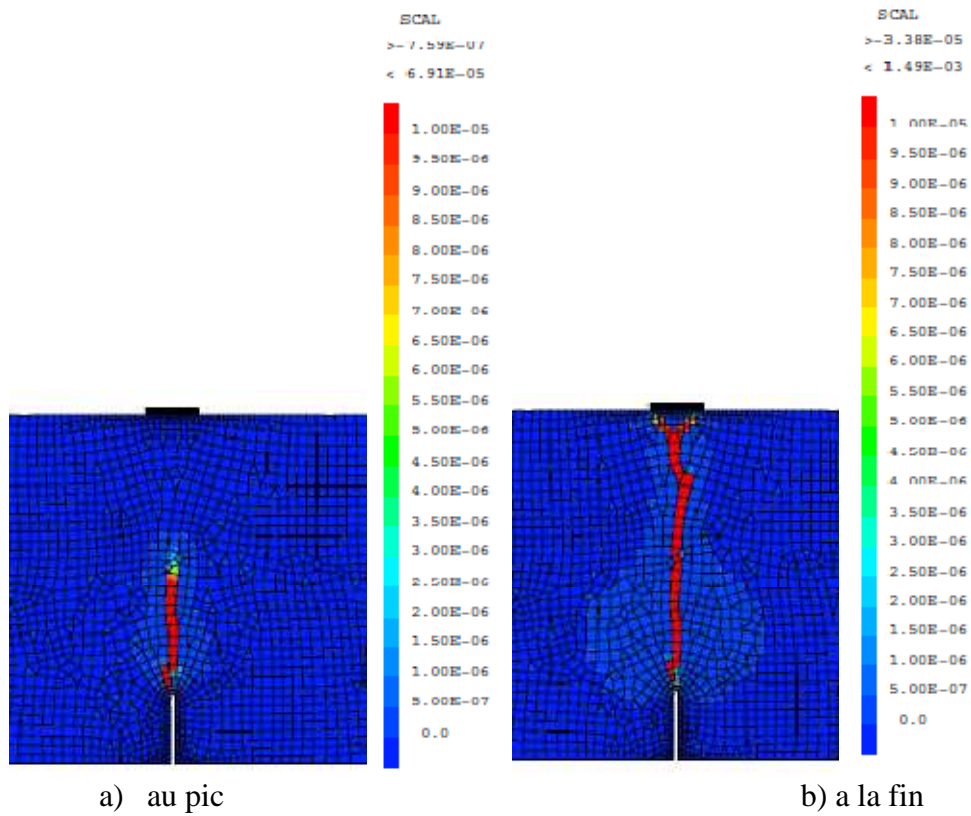 SCAL
>-7.59E-07
< 6.91E-05
1.00E-05
9.50E-06
9.00E-06
8.50E-06
8.00E-06
7.50E-06
7.00E-06
6.50E-06
6.00E-06
5.50E-06
5.00E-06
4.50E-06
4.00E-06
3.50E-06
3.00E-06
2.50E-06
2.00E-06
1.50E-06
1.00E-06
5.00E-07
0.0
SCAL
>-3.38E-05
< 1.49E-03
1.00E-05
9.50E-06
9.00E-06
8.50E-06
8.00E-06
7.50E-06
7.00E-06
6.50E-06
6.00E-06
5.50E-06
5.00E-06
4.50E-06
4.00E-06
3.50E-06
3.00E-06
2.50E-06
2.00E-06
1.50E-06
1.00E-06
5.00E-07
0.0
a) au pic
b) a la fin